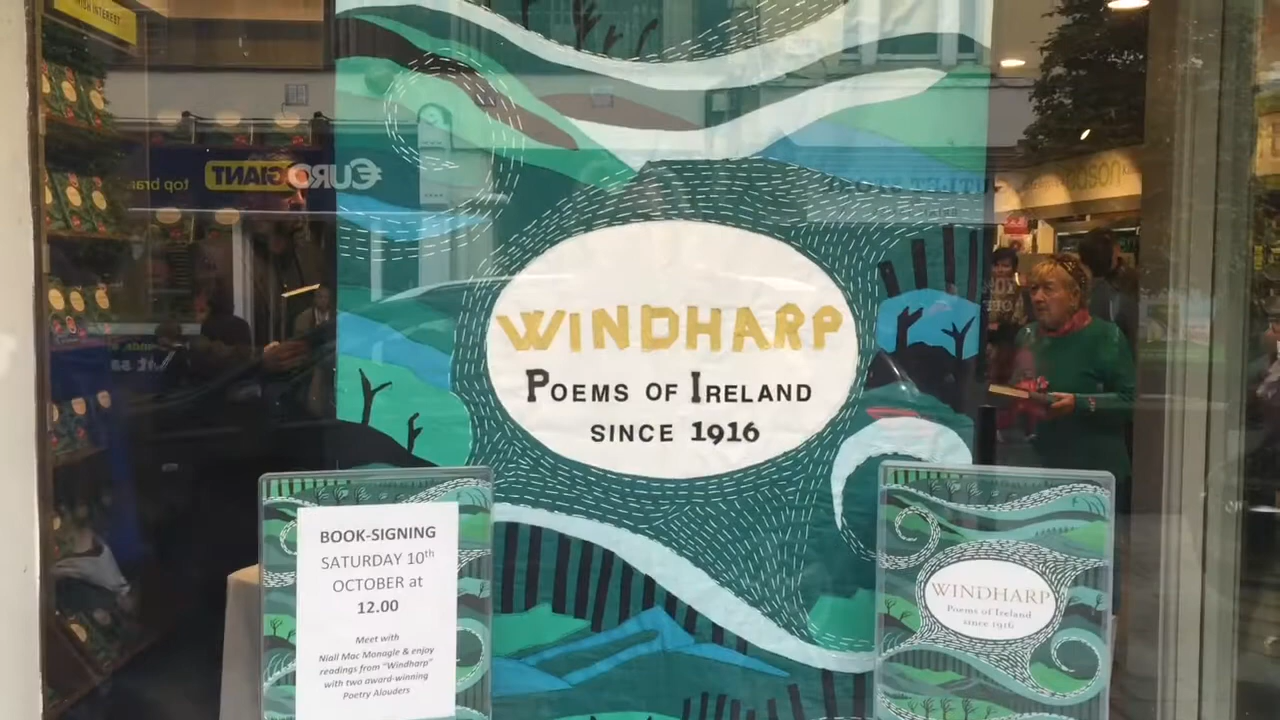 IRISH INTEREST
EUROGIANT
top bra
WINDHARP
POEMS OF IRELAND
SINCE 1916
BOOK-SIGNING
SATURDAY 10th
OCTOBER at
12.00
Meet with
Niall Mac Monagle & enjoy
readings from "Windharp"
with two award-winning
Poetry Alouders
WINDHARP
Poems of Ireland
since 1916